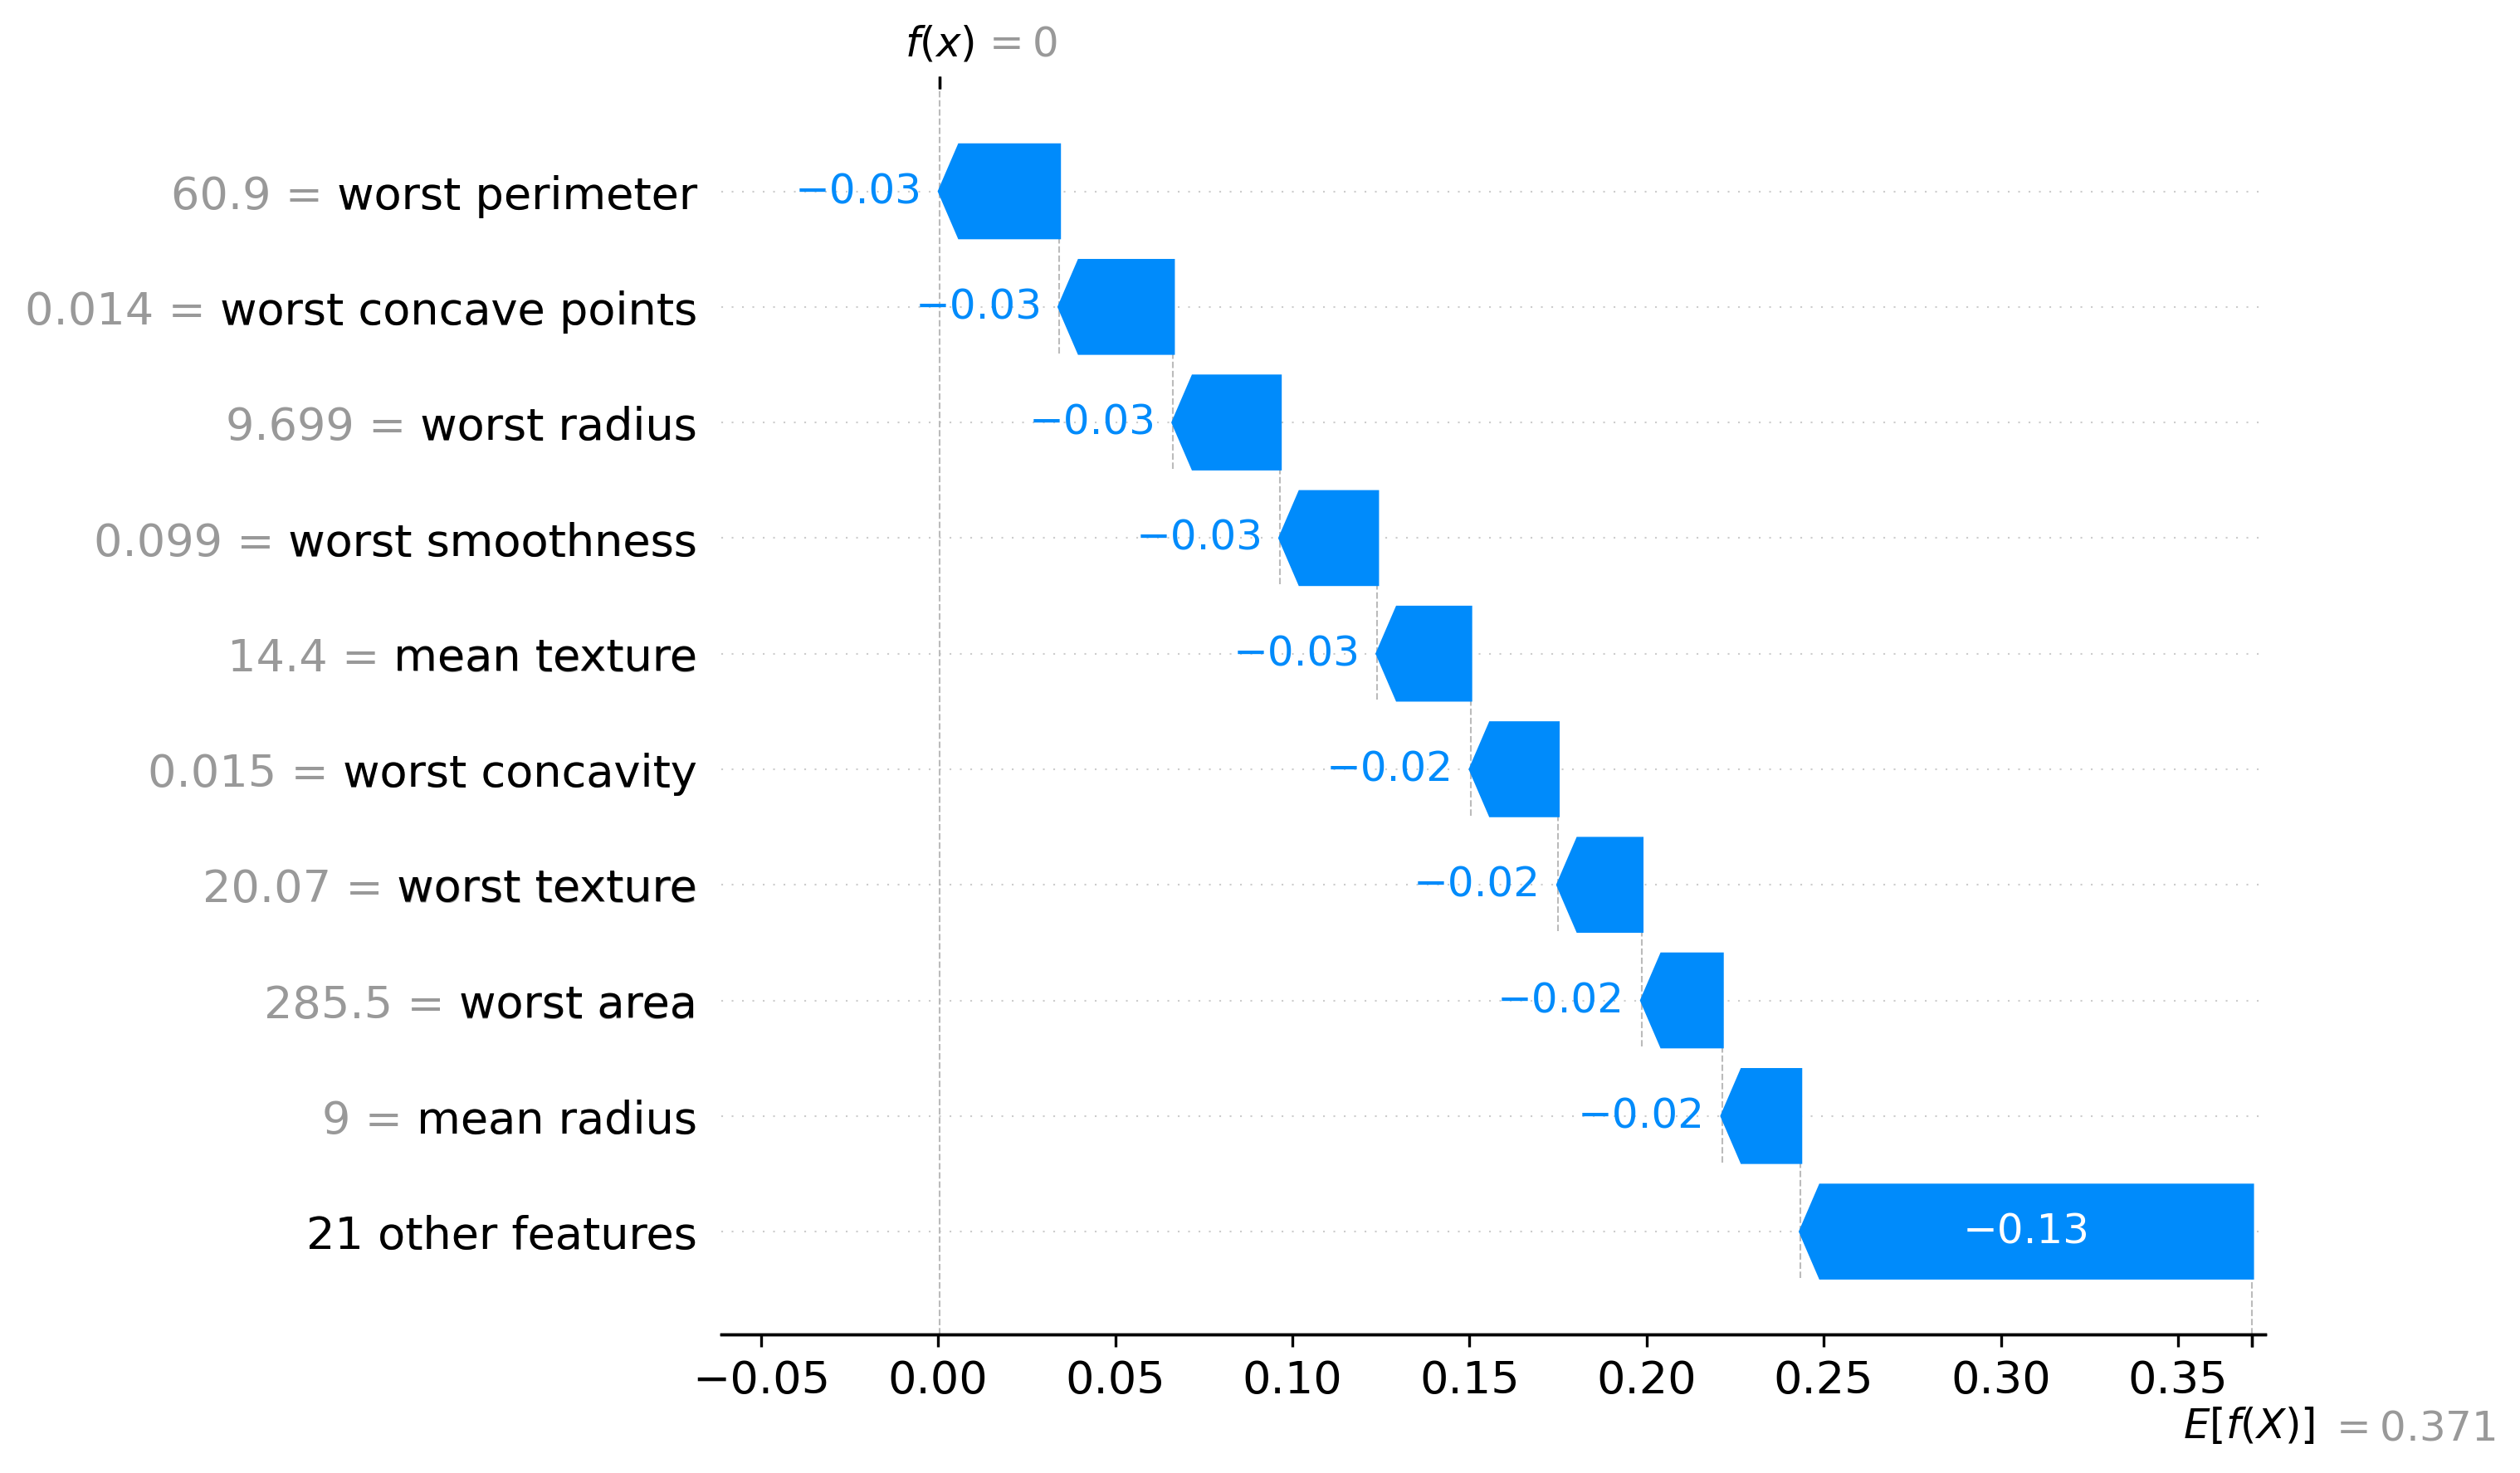 f(x) = 0
60.9 = worst perimeter
−0.03
0.014 = worst concave points
−0.03
9.699 = worst radius
−0.03
0.099 = worst smoothness
−0.03
14.4 = mean texture
−0.03
0.015 = worst concavity
−0.02
20.07 = worst texture
−0.02
285.5 = worst area
−0.02
9 = mean radius
−0.02
21 other features
−0.13
−0.05 0.00 0.05 0.10 0.15 0.20 0.25 0.30 0.35
E[f(X)] = 0.371